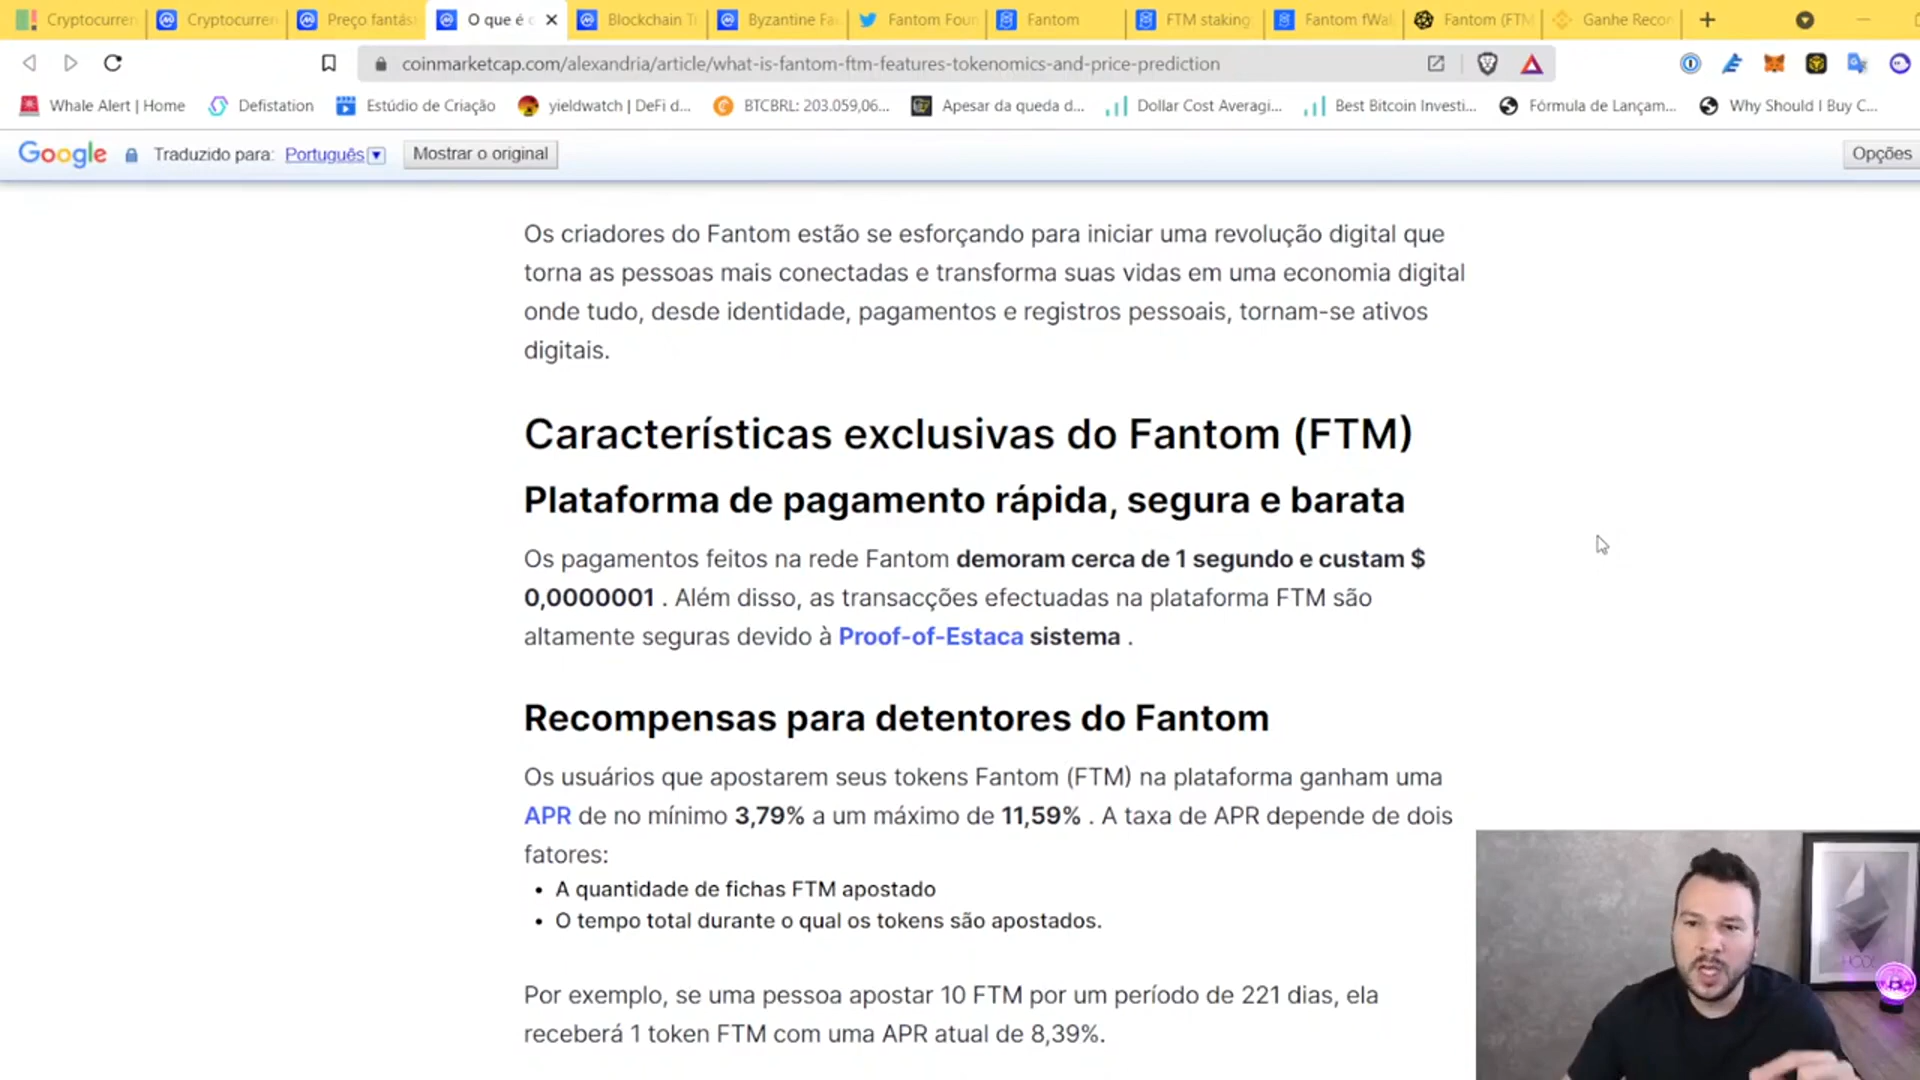 Cryptocurren
Cryptocurren
Preço fantás
O que é
Blockchain T
Byzantine Fa
Fantom Foun
Fantom
FTM staking
Fantom fWal
Fantom (FTM
Ganhe Recor
coinmarketcap.com/alexandria/article/what-is-fantom-ftm-features-tokenomics-and-price-prediction
Whale Alert | Home
Defistation
Estúdio de Criação
yieldwatch | DeFi d...
BTCBRL: 203.059,06...
Apesar da queda d...
Dollar Cost Averagi...
Best Bitcoin Investi...
Fórmula de Lançam...
Why Should I Buy C...
Google
Traduzido para: Português
Mostrar o original
Opções
Os criadores do Fantom estão se esforçando para iniciar uma revolução digital que
torna as pessoas mais conectadas e transforma suas vidas em uma economia digital
onde tudo, desde identidade, pagamentos e registros pessoais, tornam-se ativos
digitais.
Características exclusivas do Fantom (FTM)
Plataforma de pagamento rápida, segura e barata
Os pagamentos feitos na rede Fantom demoram cerca de 1 segundo e custam $
0,0000001 . Além disso, as transacções efectuadas na plataforma FTM são
altamente seguras devido à Proof-of-Estaca sistema .
Recompensas para detentores do Fantom
Os usuários que apostarem seus tokens Fantom (FTM) na plataforma ganham uma
APR de no mínimo 3,79% a um máximo de 11,59% . A taxa de APR depende de dois
fatores:
• A quantidade de fichas FTM apostado
• O tempo total durante o qual os tokens são apostados.
Por exemplo, se uma pessoa apostar 10 FTM por um período de 221 dias, ela
receberá 1 token FTM com uma APR atual de 8,39%.
HODL